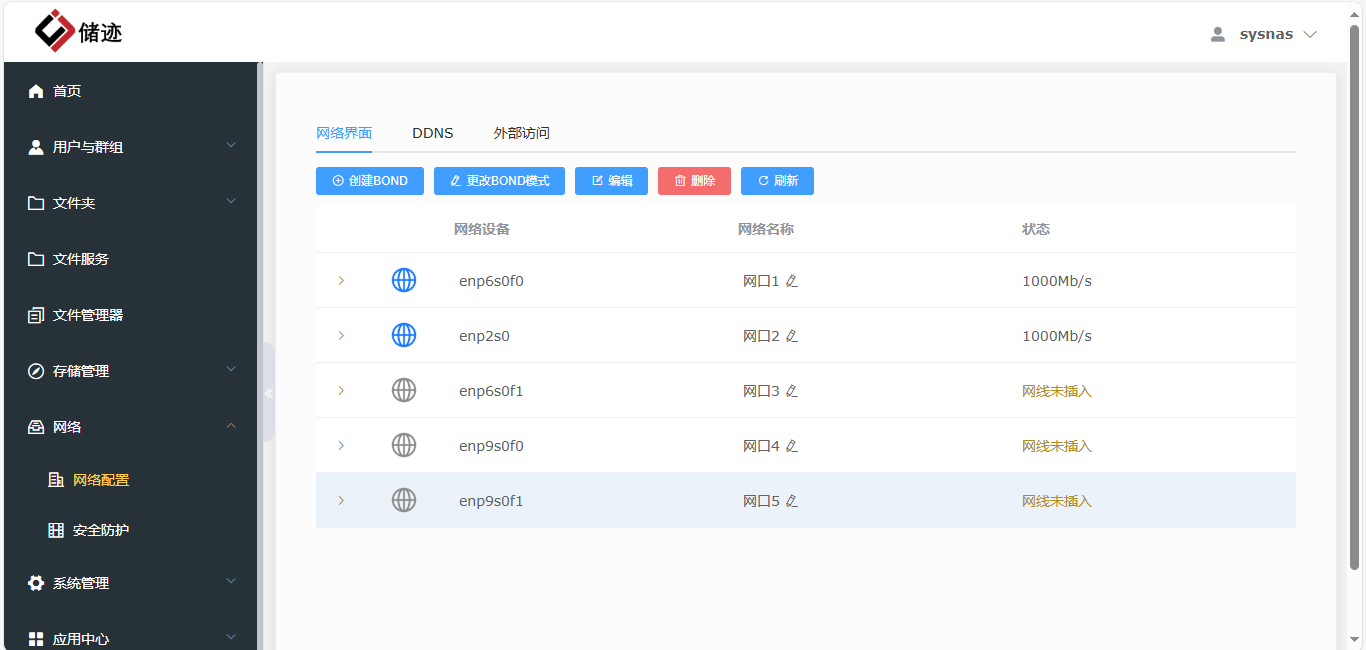 储迹
sysnas
首页
用户与群组
文件夹
文件服务
文件管理器
存储管理
网络
网络配置
安全防护
系统管理
应用中心
网络界面 DDNS 外部访问
创建BOND 更改BOND模式 编辑 删除 刷新
网络设备 网络名称 状态
enp6s0f0 网口1 1000Mb/s
enp2s0 网口2 1000Mb/s
enp6s0f1 网口3 网线未插入
enp9s0f0 网口4 网线未插入
enp9s0f1 网口5 网线未插入